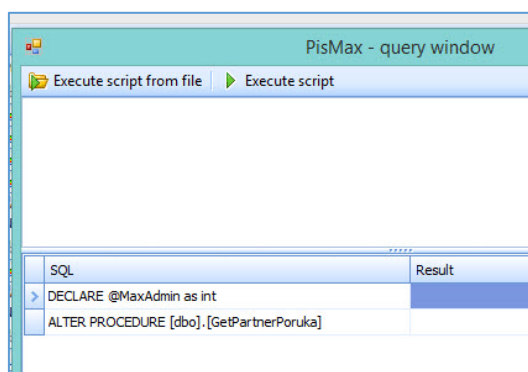 PisMax - query window
Execute script from file Execute script
SQL Result
DECLARE @MaxAdmin as int
ALTER PROCEDURE [dbo].[GetPartnerPoruka]